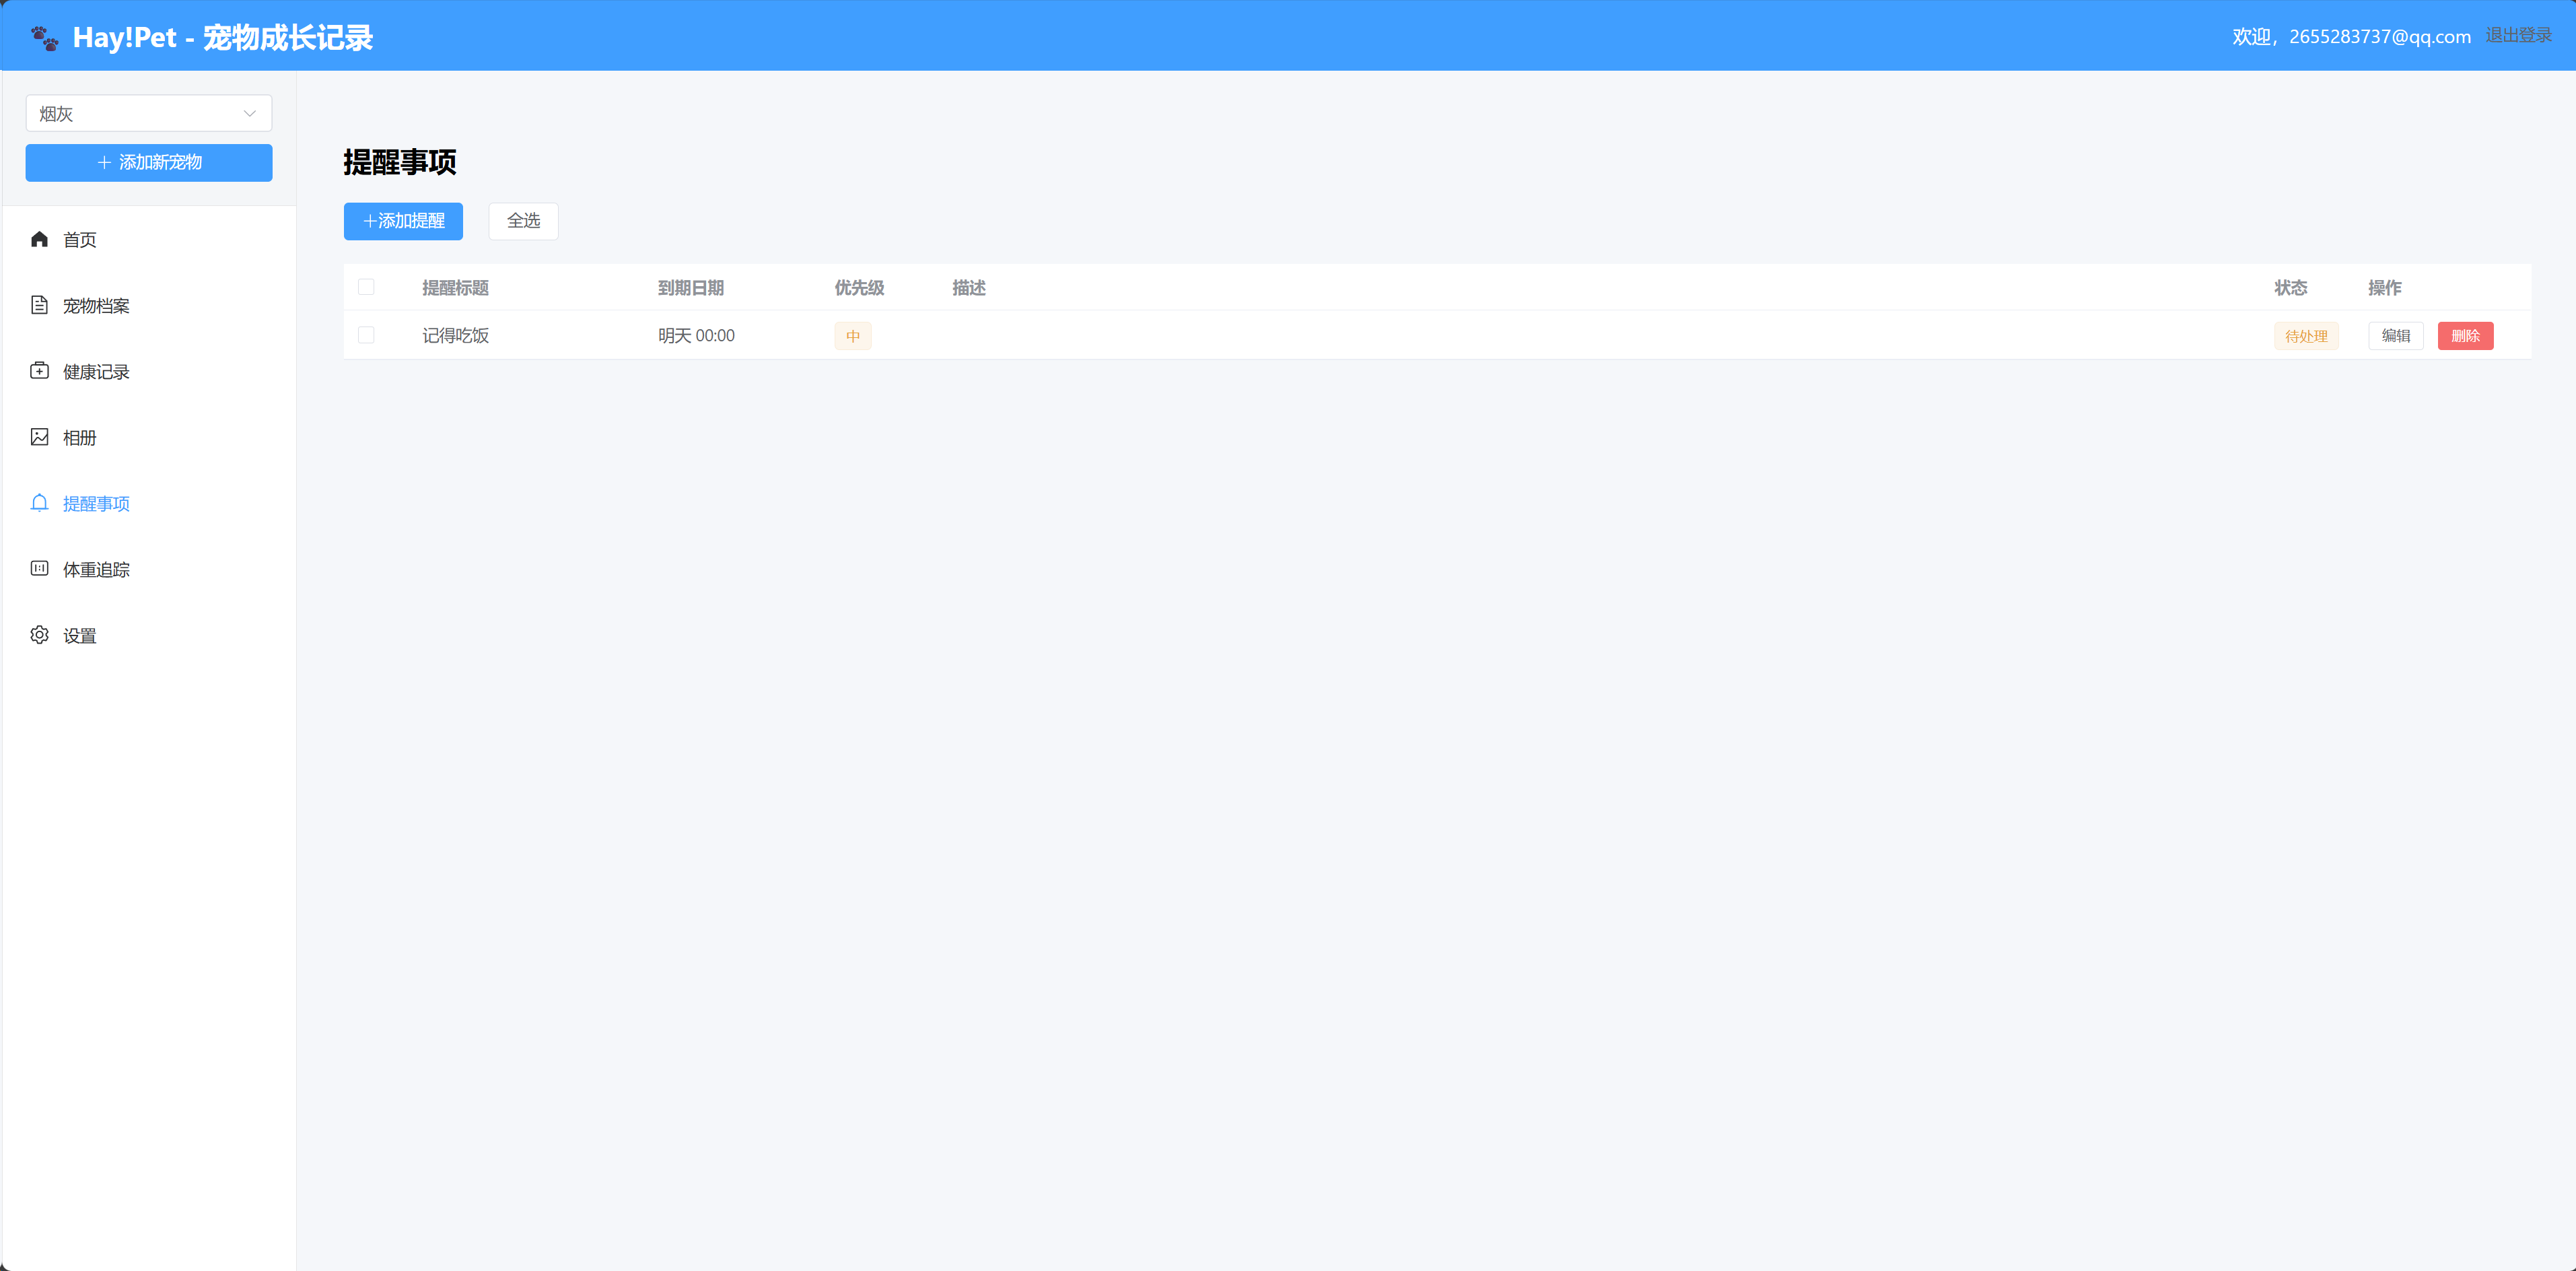 Hay!Pet - 宠物成长记录
欢迎，2655283737@qq.com 退出登录
烟灰
添加新宠物
首页
宠物档案
健康记录
相册
提醒事项
体重追踪
设置
提醒事项
添加提醒 全选
提醒标题 到期日期 优先级 描述 状态 操作
记得吃饭 明天 00:00 中 待处理 编辑 删除